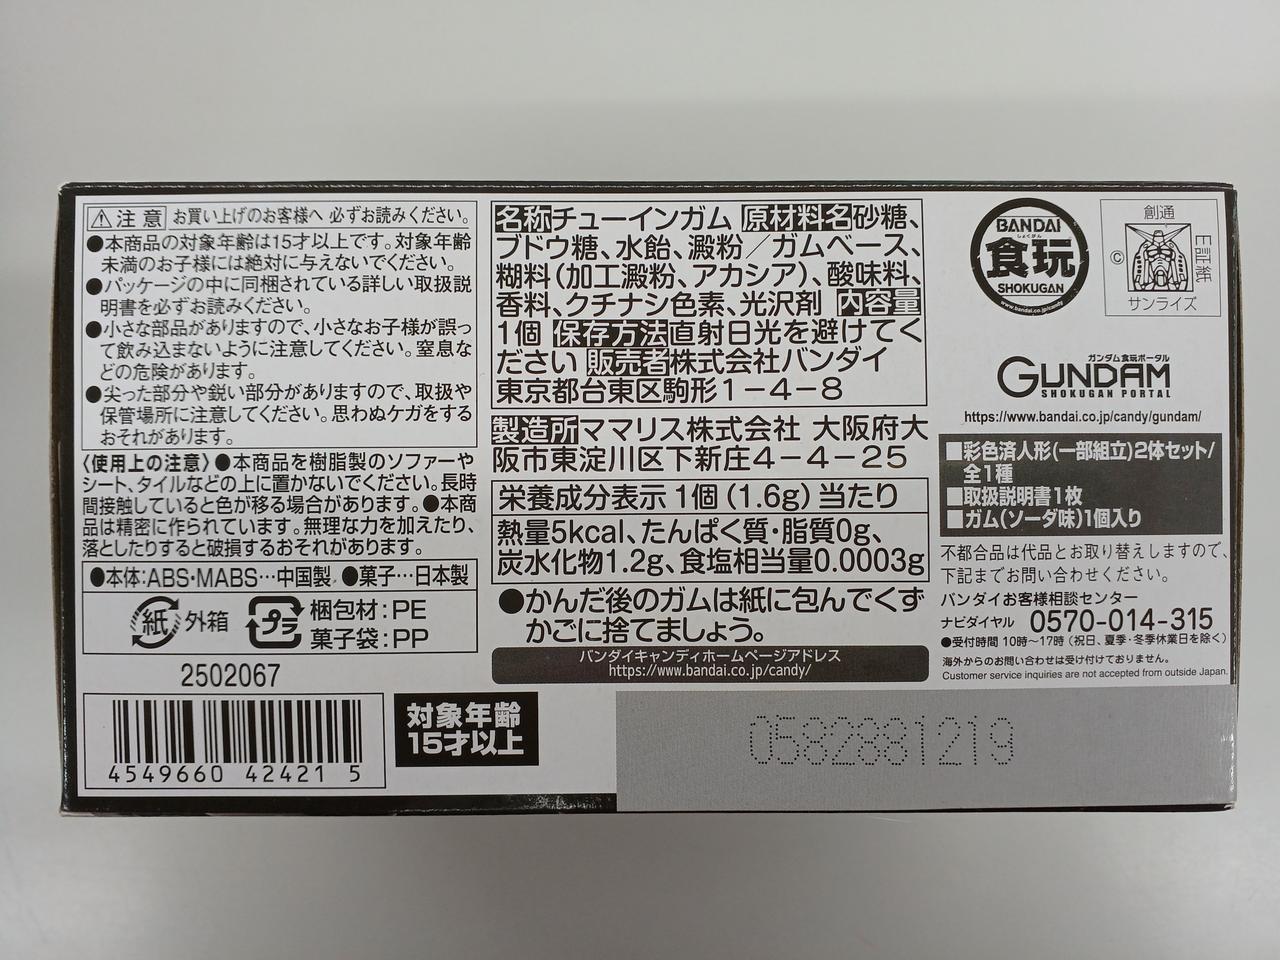 ⚠注意 お買い上げのお客様へ 必ずお読みください。
●本商品の対象年齢は15才以上です。対象年齢
未満のお子様には絶対に与えないでください。
●パッケージの中に同梱されている詳しい取扱説
明書を必ずお読みください。
●小さな部品がありますので、小さなお子様が誤っ
て飲み込まないように注意してください。窒息な
どの危険があります。
●尖った部分や鋭い部分がありますので、取扱や
保管場所に注意してください。思わぬケガをする
おそれがあります。
〈使用上の注意〉●本商品を樹脂製のソファーや
シート、タイルなどの上に置かないでください。長時
間接触していると色が移る場合があります。●本商
品は精密に作られています。無理な力を加えたり、
落としたりすると破損するおそれがあります。
●本体:ABS・MABS…中国製 ●菓子…日本製
紙 外箱 プラ 梱包材:PE
菓子袋:PP
2502067
4549660 424215
対象年齢
15才以上
名称チューインガム 原材料名砂糖、
ブドウ糖、水飴、澱粉/ガムベース、
糊料(加工澱粉、アカシア)、酸味料、
香料、クチナシ色素、光沢剤 内容量
1個 保存方法直射日光を避けてく
ださい 販売者株式会社バンダイ
東京都台東区駒形1-4-8
製造所ママリス株式会社 大阪府大
阪市東淀川区下新庄4-4-25
栄養成分表示 1個(1.6g)当たり
熱量5kcal、たんぱく質・脂質0g、
炭水化物1.2g、食塩相当量0.0003g
●かんだ後のガムは紙に包んでくず
かごに捨てましょう。
バンダイキャンディホームページアドレス
https://www.bandai.co.jp/candy/
BANDAI
しょくがん
食玩
SHOKUGAN
www.bandai.co.jp/candy
創通
©
サンライズ
証紙
ガンダム食玩ポータル
GUNDAM
SHOKUGAN PORTAL
https://www.bandai.co.jp/candy/gundam/
■彩色済人形(一部組立)2体セット/
全1種
■取扱説明書1枚
■ガム(ソーダ味)1個入り
不都合品は代品とお取り替えしますので、
下記までお問い合わせください。
バンダイお客様相談センター
ナビダイヤル 0570-014-315
●受付時間 10時~17時(祝日、夏季・冬季休業日を除く)
海外からのお問い合わせは受け付けておりません。
Customer service inquiries are not accepted from outside Japan.
0582881219